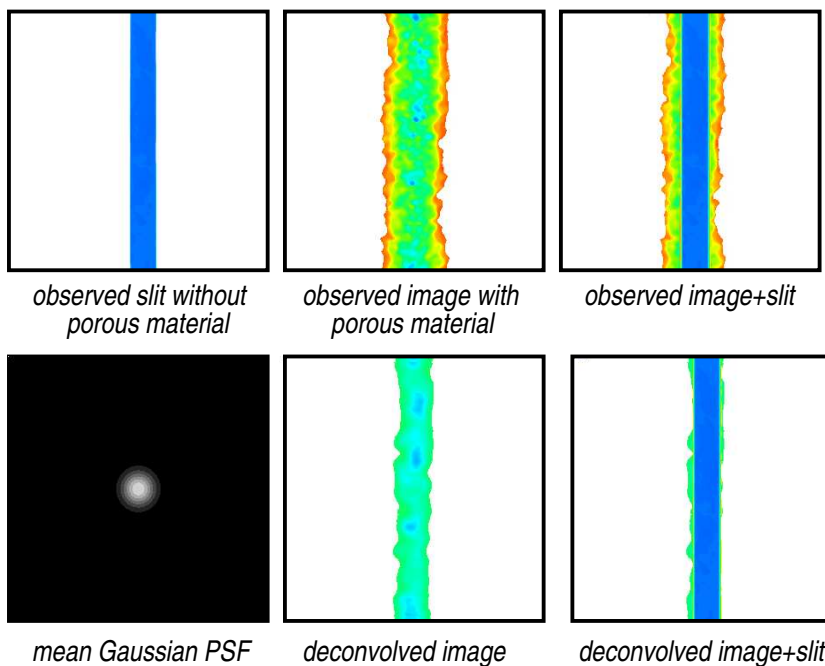 observed slit without
porous material
observed image with
porous material
observed image+slit
mean Gaussian PSF
deconvolved image
deconvolved image+slit